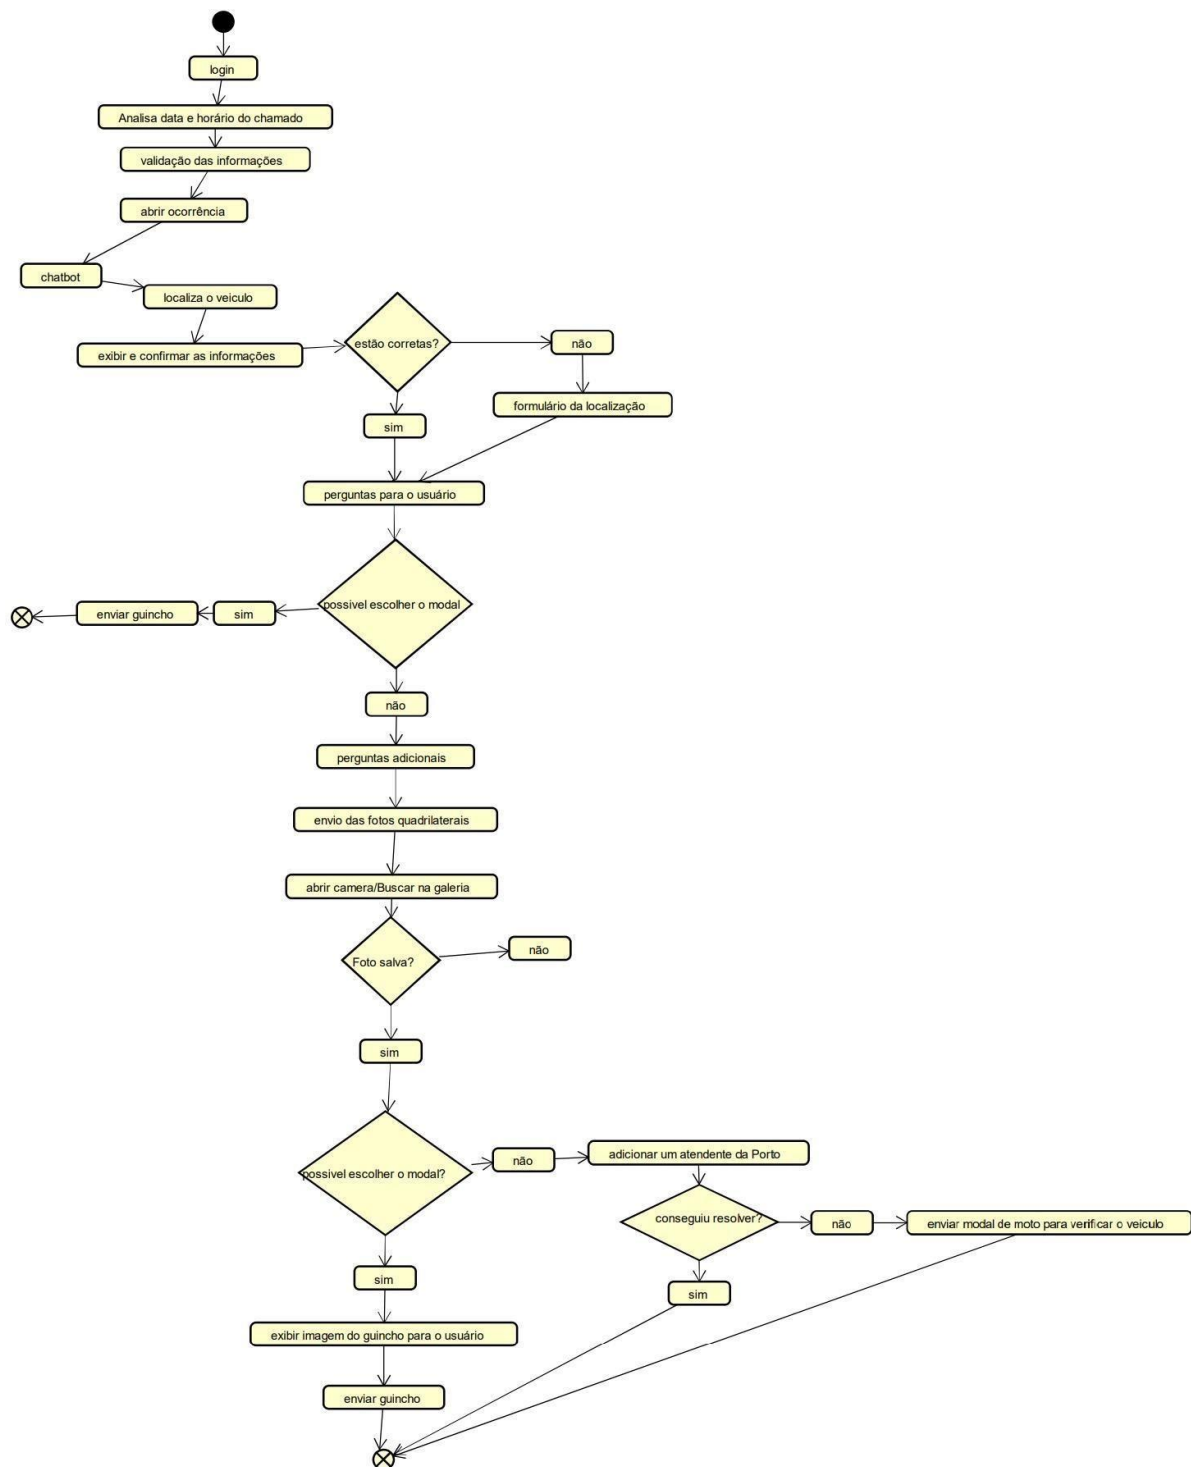 login
Analisa data e horário do chamado
validação das informações
abrir ocorrência
chatbot
localiza o veiculo
exibir e confirmar as informações
estão corretas?
não
formulário da localização
sim
perguntas para o usuário
possivel escolher o modal
sim
enviar guincho
não
perguntas adicionais
envio das fotos quadrilaterais
abrir camera/Buscar na galeria
Foto salva?
não
sim
possivel escolher o modal?
não
adicionar um atendente da Porto
conseguiu resolver?
não
enviar modal de moto para verificar o veiculo
sim
sim
exibir imagem do guincho para o usuário
enviar guincho